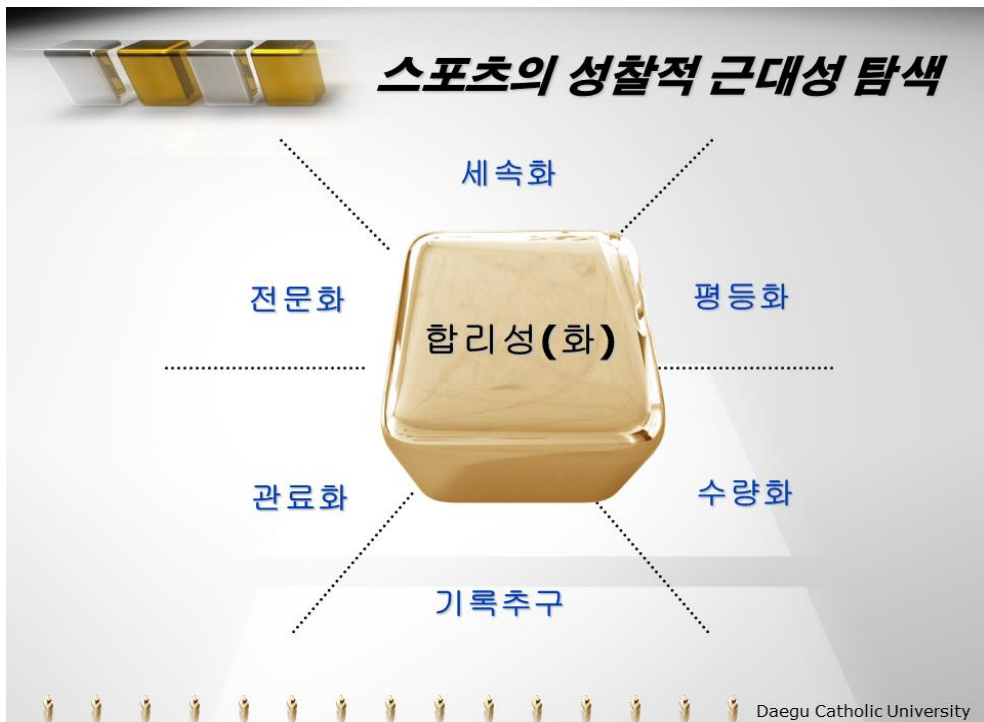 스포츠의 성찰적 근대성 탐색
세속화
전문화
평등화
합리성(화)
관료화
수량화
기록추구
Daegu Catholic University